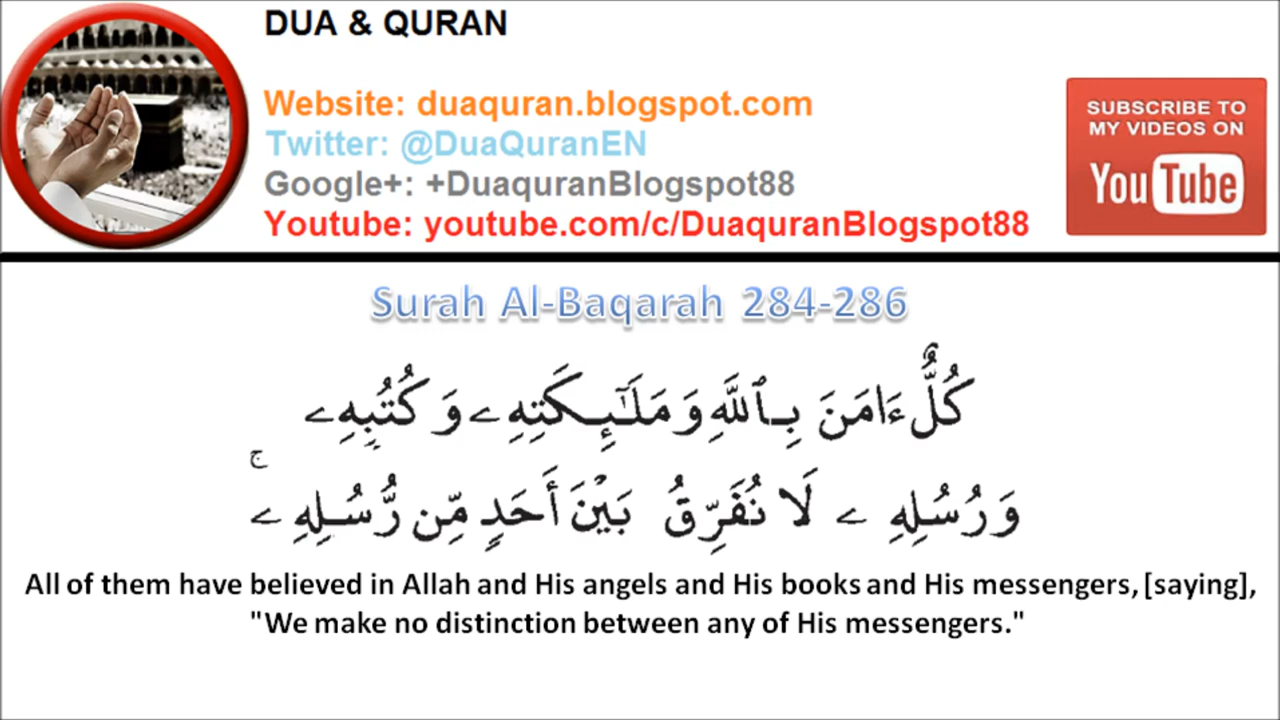 DUA & QURAN
Website: duaquran.blogspot.com
Twitter: @DuaQuranEN
Google+: +DuaquranBlogspot88
Youtube: youtube.com/c/DuaquranBlogspot88
SUBSCRIBE TO
MY VIDEOS ON
YouTube
Surah Al-Baqarah 284-286
كُلٌّ ءَامَنَ بِٱللَّهِ وَمَلَـٰٓئِكَتِهِۦ وَكُتُبِهِۦ
وَرُسُلِهِۦ لَا نُفَرِّقُ بَيْنَ أَحَدٍ مِّن رُّسُلِهِۦ ۚ
All of them have believed in Allah and His angels and His books and His messengers, [saying],
"We make no distinction between any of His messengers."